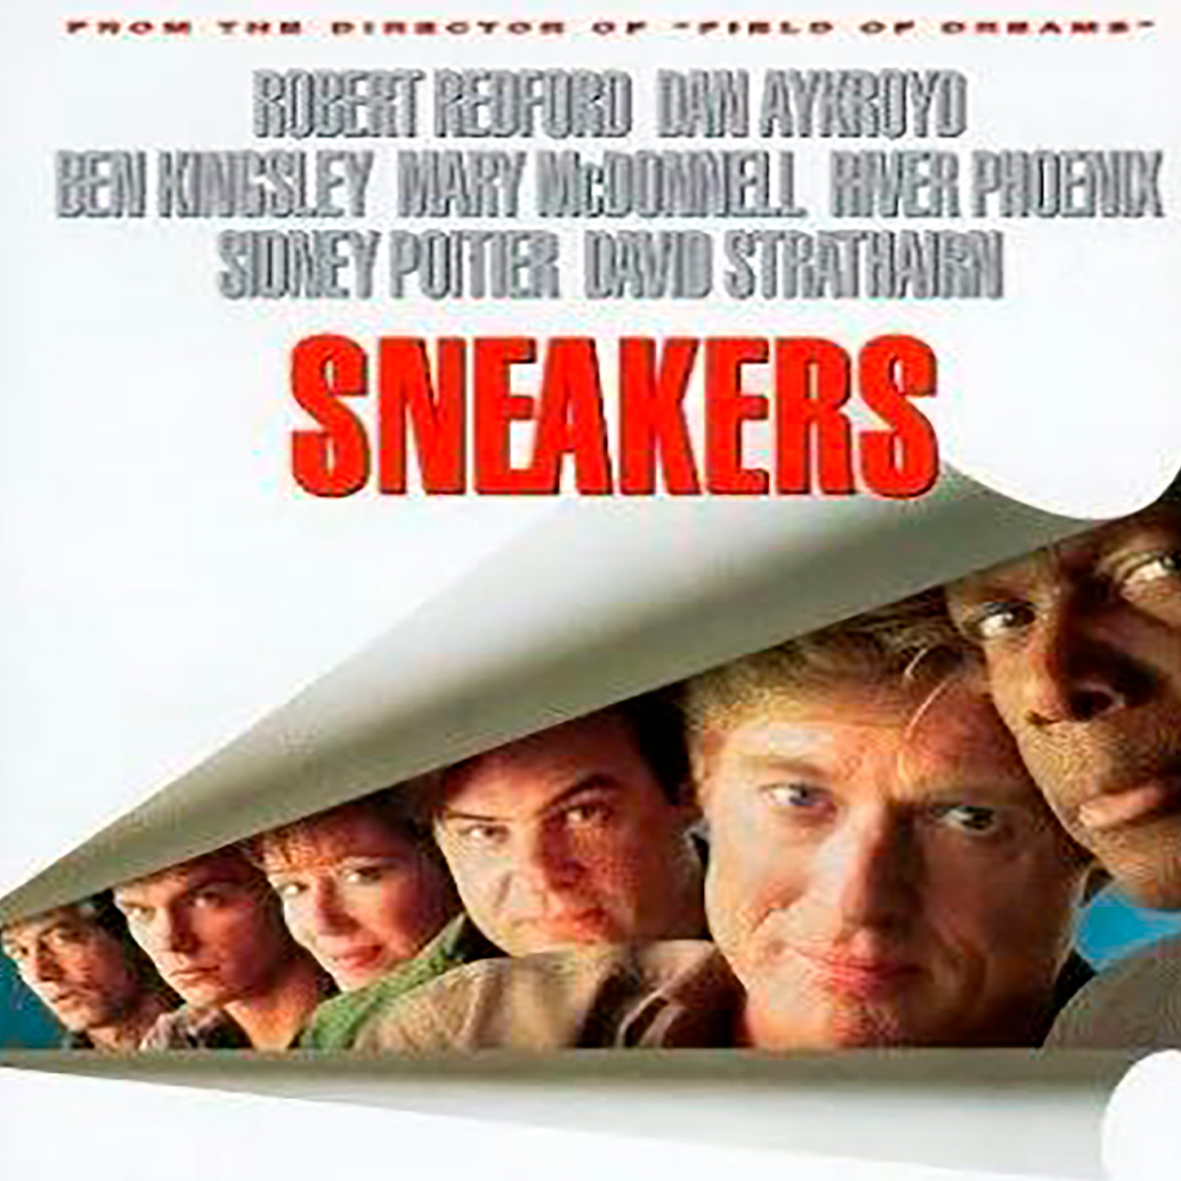 FROM THE DIRECTOR OF "FIELD OF DREAMS"
ROBERT REDFORD DAN AYKROYD
BEN KINGSLEY MARY McDONNELL RIVER PHOENIX
SIDNEY POITIER DAVID STRATHAIRN
SNEAKERS